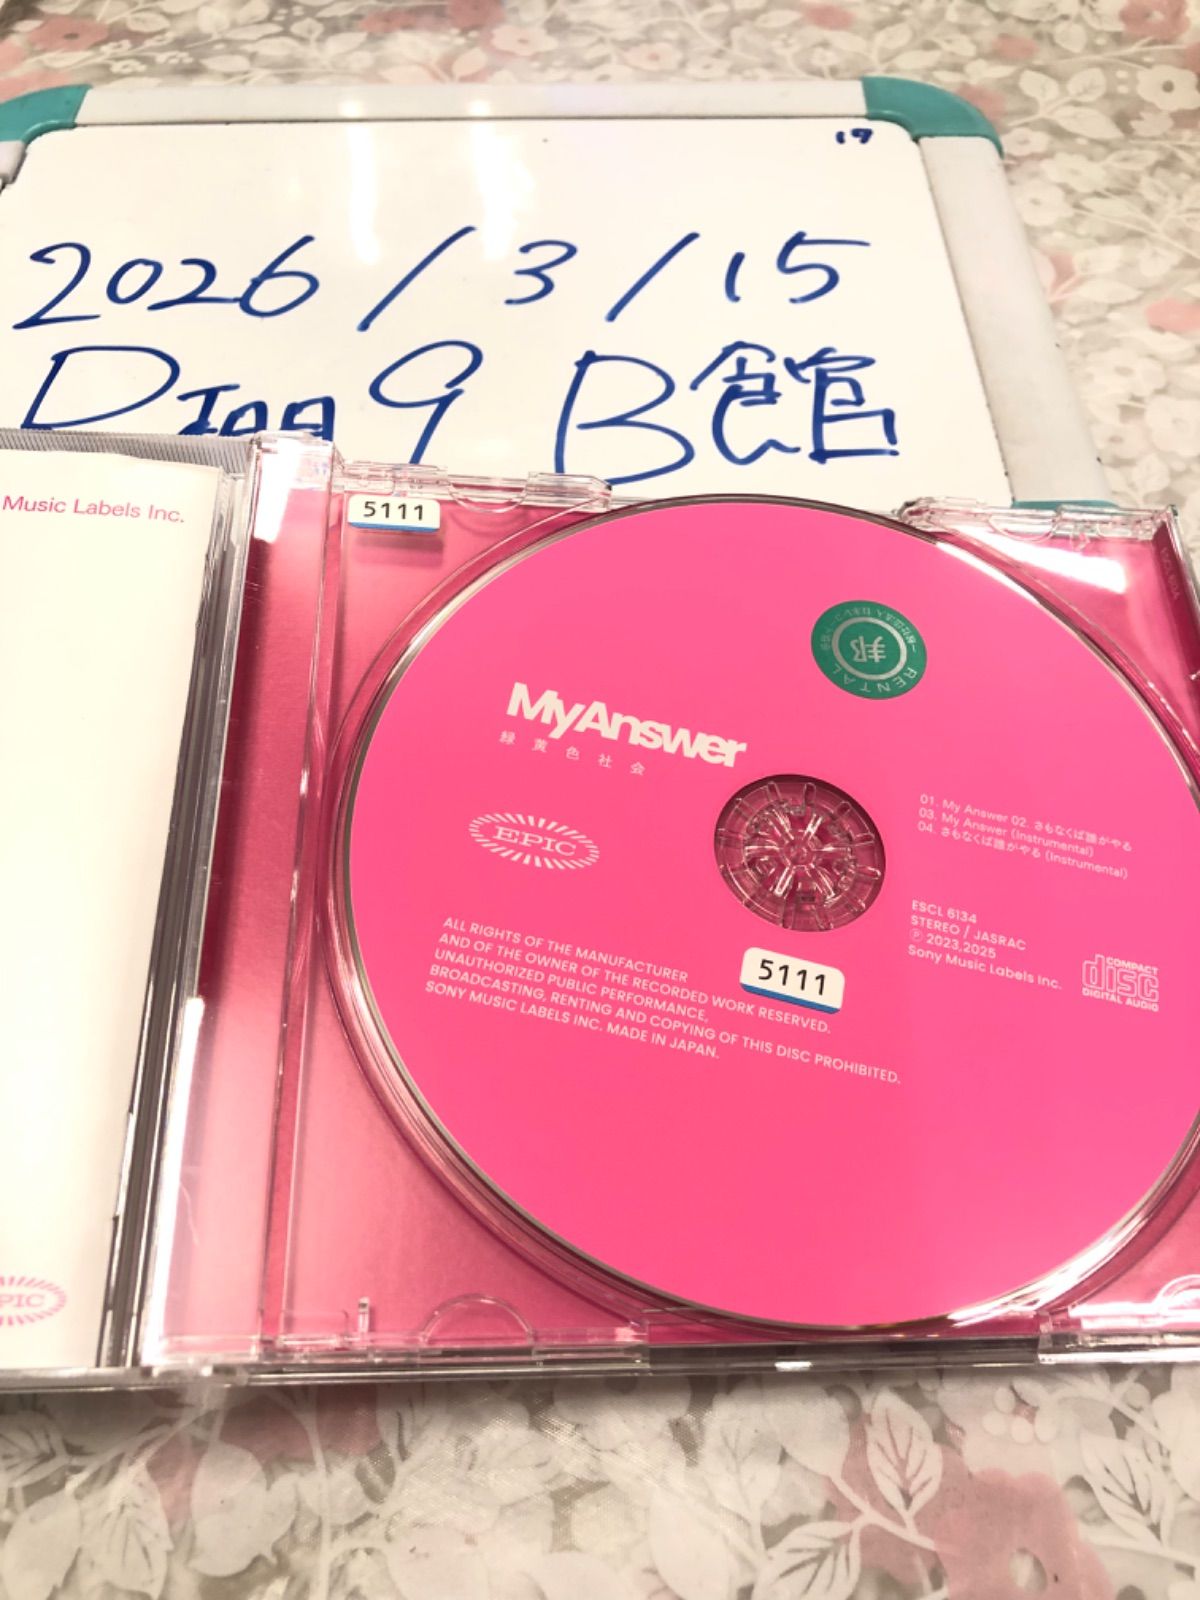 17
2026/3/15
B館
Music Labels Inc.
5111
RENTAL
邦
MyAnswer
緑黄色社会
EPIC
01. My Answer 02. さもなくば誰がやる
03. My Answer (Instrumental)
04. さもなくば誰がやる (Instrumental)
ESCL 6134
STEREO / JASRAC
Ⓟ 2023,2025
Sony Music Labels Inc.
COMPACT
disc
DIGITAL AUDIO
5111
ALL RIGHTS OF THE MANUFACTURER
AND OF THE OWNER OF THE RECORDED WORK RESERVED.
UNAUTHORIZED PUBLIC PERFORMANCE,
BROADCASTING, RENTING AND COPYING OF THIS DISC PROHIBITED.
SONY MUSIC LABELS INC. MADE IN JAPAN.